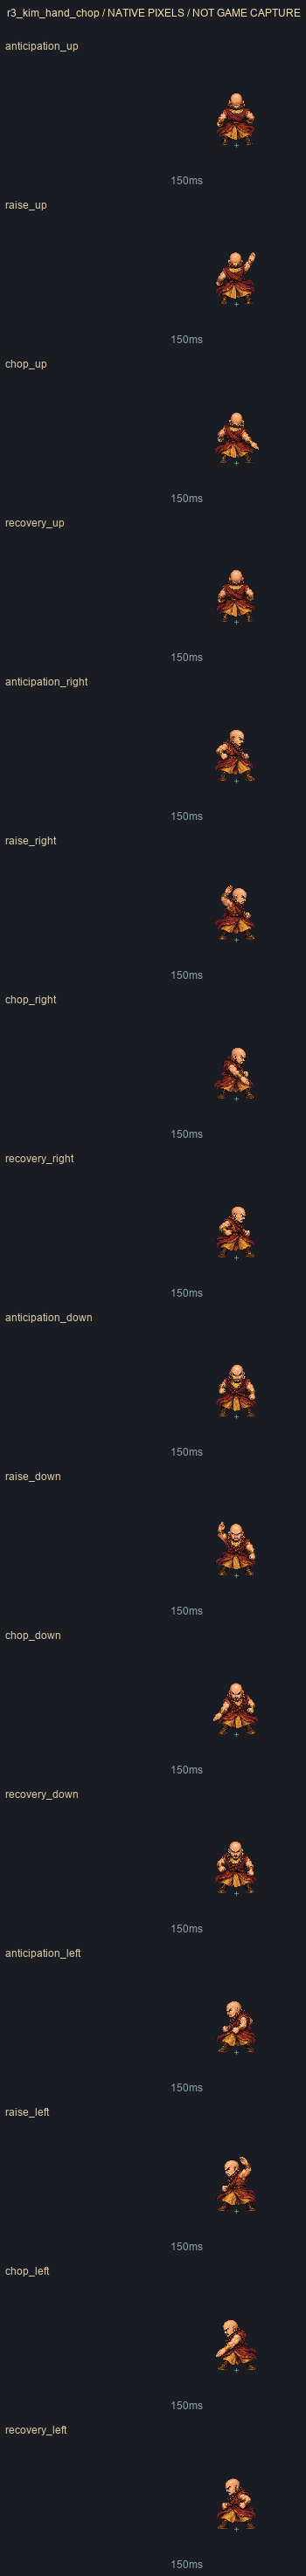 r3_kim_hand_chop / NATIVE PIXELS / NOT GAME CAPTURE
anticipation_up
150ms
raise_up
150ms
chop_up
150ms
recovery_up
150ms
anticipation_right
150ms
raise_right
150ms
chop_right
150ms
recovery_right
150ms
anticipation_down
150ms
raise_down
150ms
chop_down
150ms
recovery_down
150ms
anticipation_left
150ms
raise_left
150ms
chop_left
150ms
recovery_left
150ms